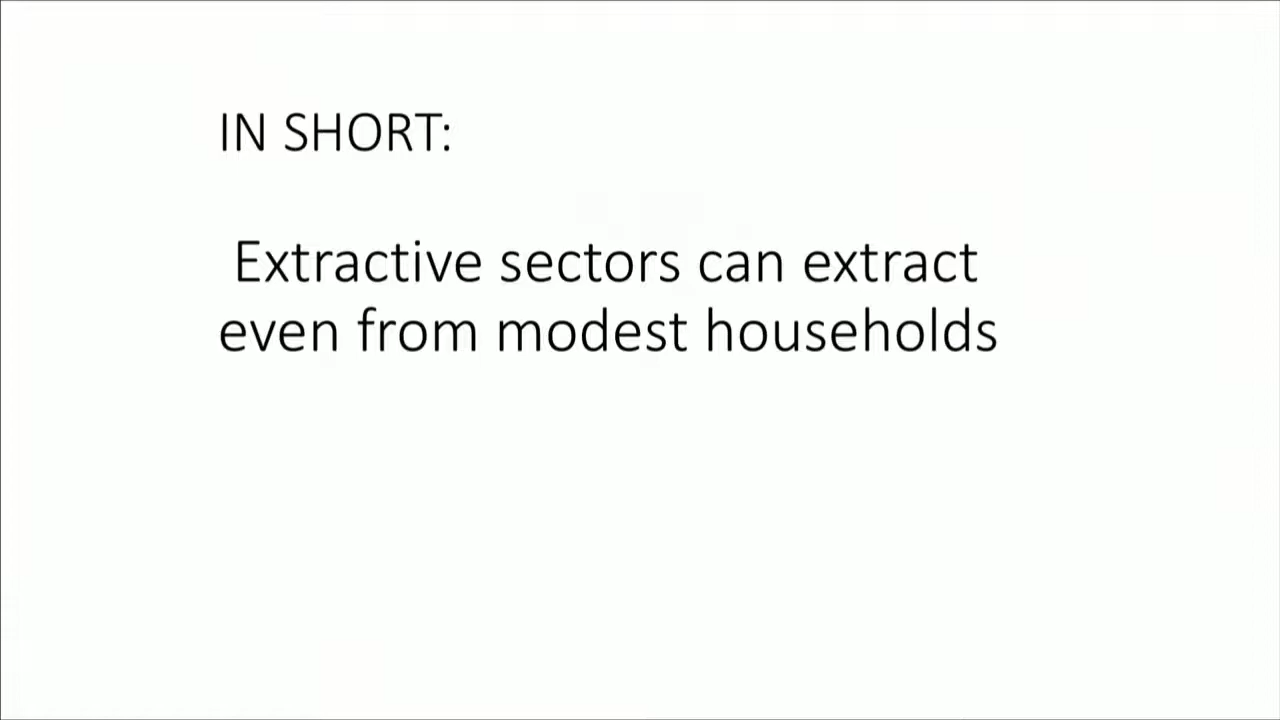 IN SHORT:
Extractive sectors can extract
even from modest households